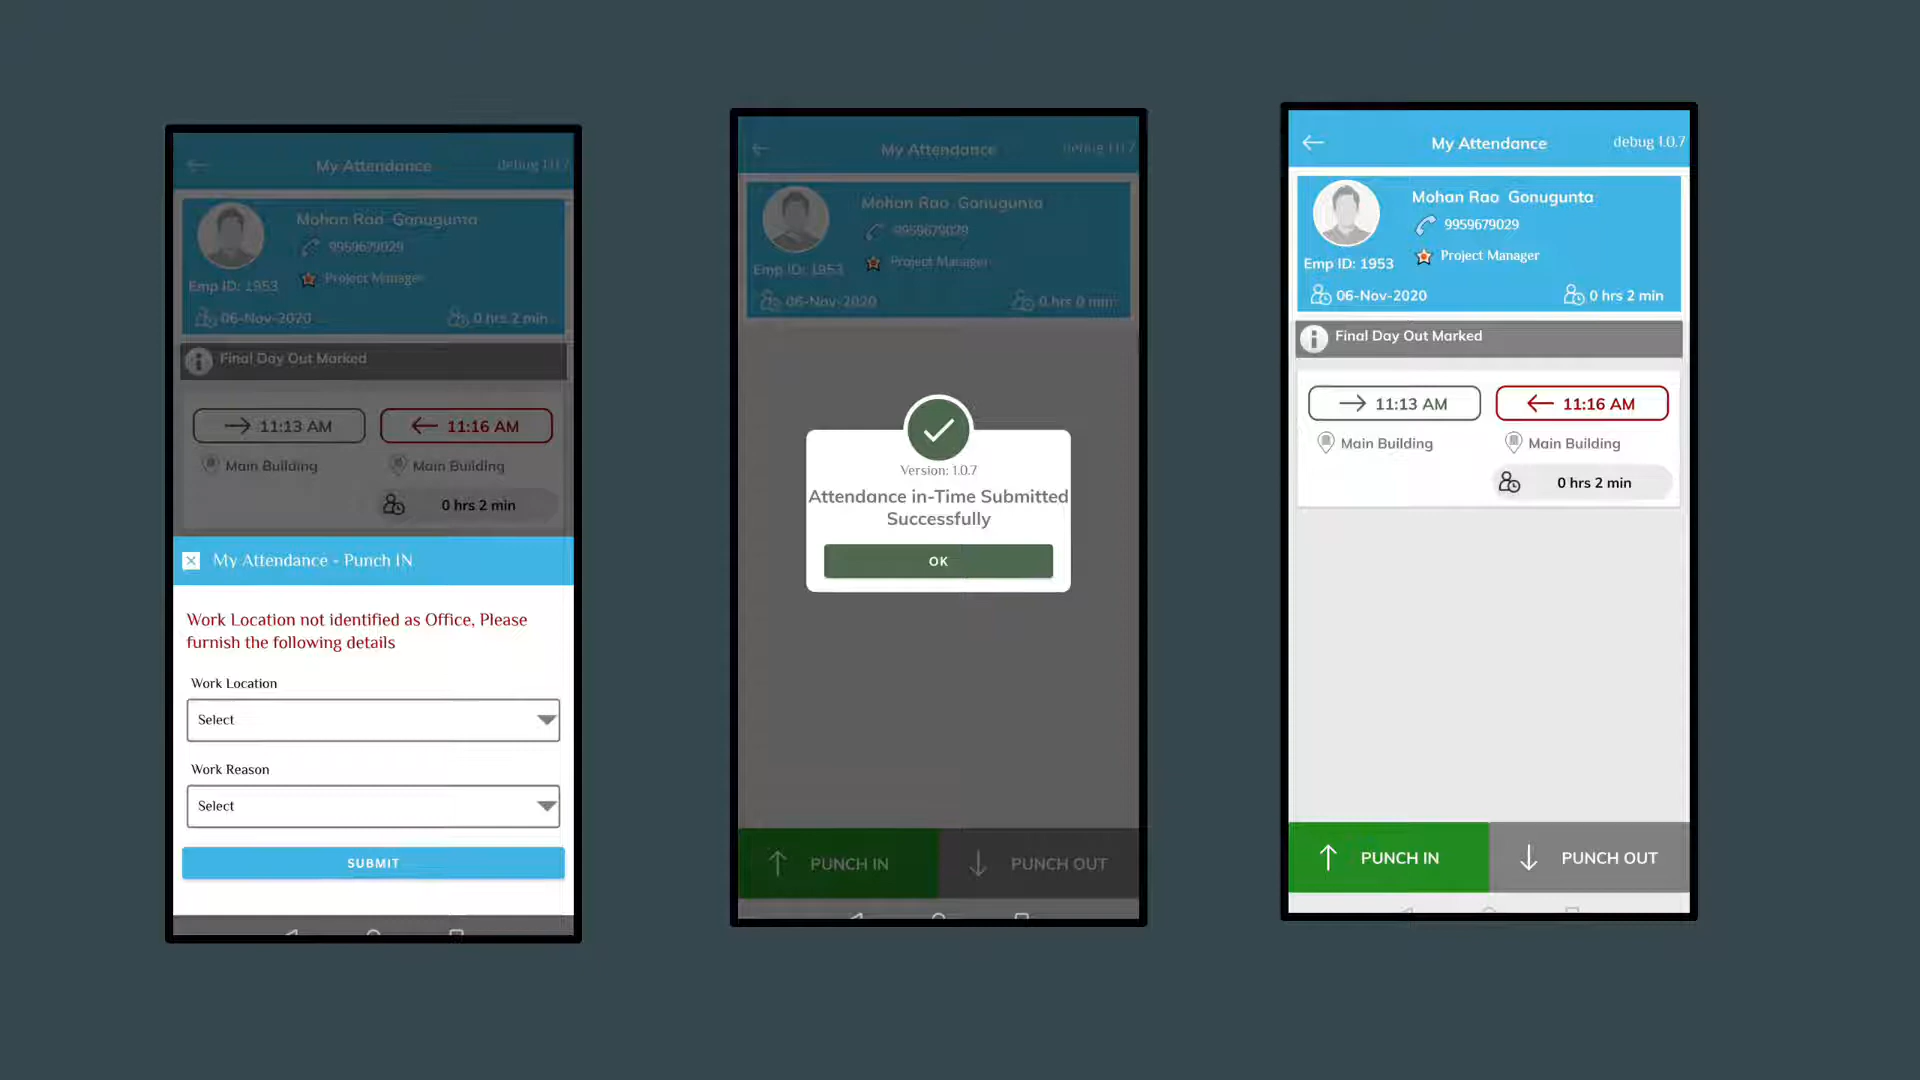 My Attendance
debug 1.0.7
Mohan Rao Gonugunta
9959679029
Emp ID: 1953
Project Manager
06-Nov-2020
0 hrs 2 min
Final Day Out Marked
11:13 AM
11:16 AM
Main Building
Main Building
0 hrs 2 min
My Attendance - Punch IN
Work Location not identified as Office, Please
furnish the following details
Work Location
Select
Work Reason
Select
SUBMIT
My Attendance
debug 1.0.7
Mohan Rao Gonugunta
9959679029
Emp ID: 1953
Project Manager
06-Nov-2020
0 hrs 0 min
Version: 1.0.7
Attendance in-Time Submitted
Successfully
OK
PUNCH IN
PUNCH OUT
My Attendance
debug 1.0.7
Mohan Rao Gonugunta
9959679029
Emp ID: 1953
Project Manager
06-Nov-2020
0 hrs 2 min
Final Day Out Marked
11:13 AM
11:16 AM
Main Building
Main Building
0 hrs 2 min
PUNCH IN
PUNCH OUT